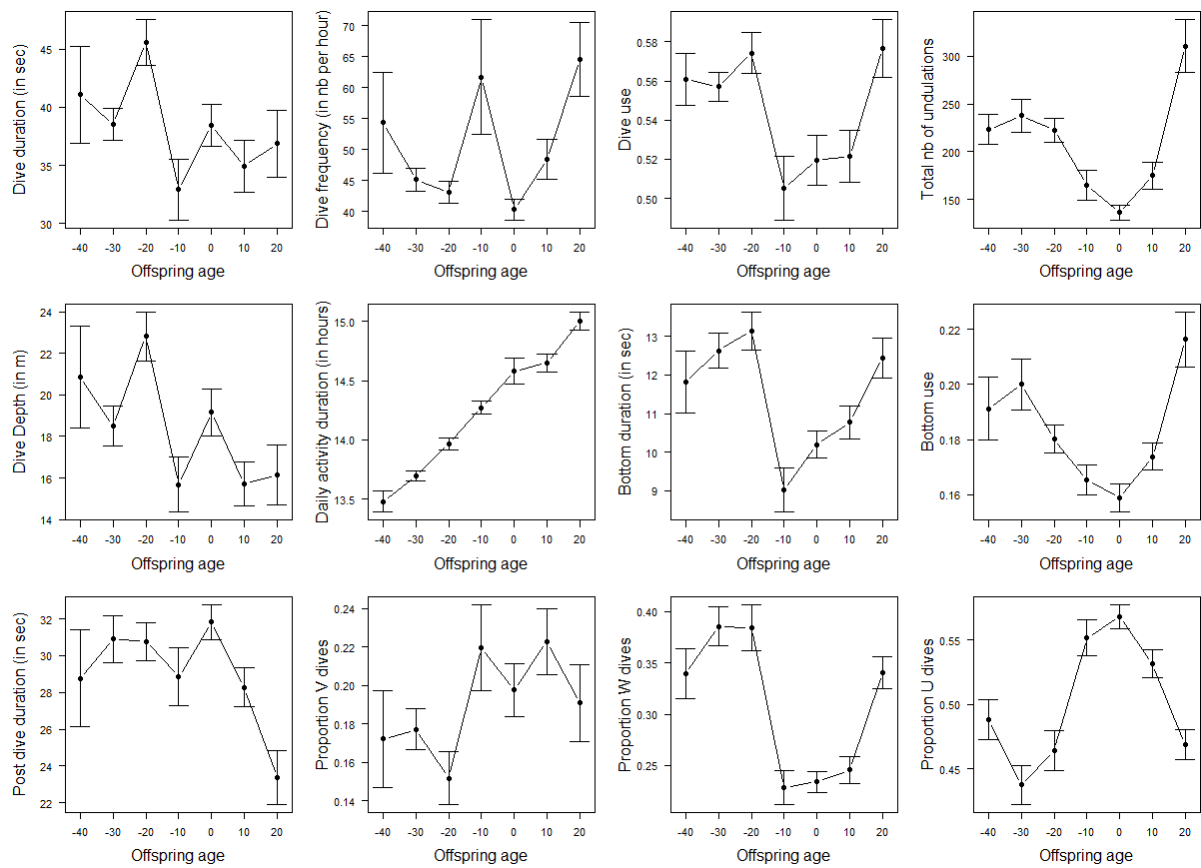 Dive duration (in sec)
45
40
35
30
-40 -30 -20 -10 0 10 20
Offspring age
Dive frequency (in nb per hour)
70
65
60
55
50
45
40
-40 -30 -20 -10 0 10 20
Offspring age
Dive use
0.58
0.56
0.54
0.52
0.50
-40 -30 -20 -10 0 10 20
Offspring age
Total nb of undulations
300
250
200
150
-40 -30 -20 -10 0 10 20
Offspring age
Dive Depth (in m)
24
22
20
18
16
14
-40 -30 -20 -10 0 10 20
Offspring age
Daily activity duration (in hours)
15.0
14.5
14.0
13.5
-40 -30 -20 -10 0 10 20
Offspring age
Bottom duration (in sec)
13
12
11
10
9
-40 -30 -20 -10 0 10 20
Offspring age
Bottom use
0.22
0.20
0.18
0.16
-40 -30 -20 -10 0 10 20
Offspring age
Post dive duration (in sec)
32
30
28
26
24
22
-40 -30 -20 -10 0 10 20
Offspring age
Proportion V dives
0.24
0.22
0.20
0.18
0.16
0.14
-40 -30 -20 -10 0 10 20
Offspring age
Proportion W dives
0.40
0.35
0.30
0.25
-40 -30 -20 -10 0 10 20
Offspring age
Proportion U dives
0.55
0.50
0.45
-40 -30 -20 -10 0 10 20
Offspring age